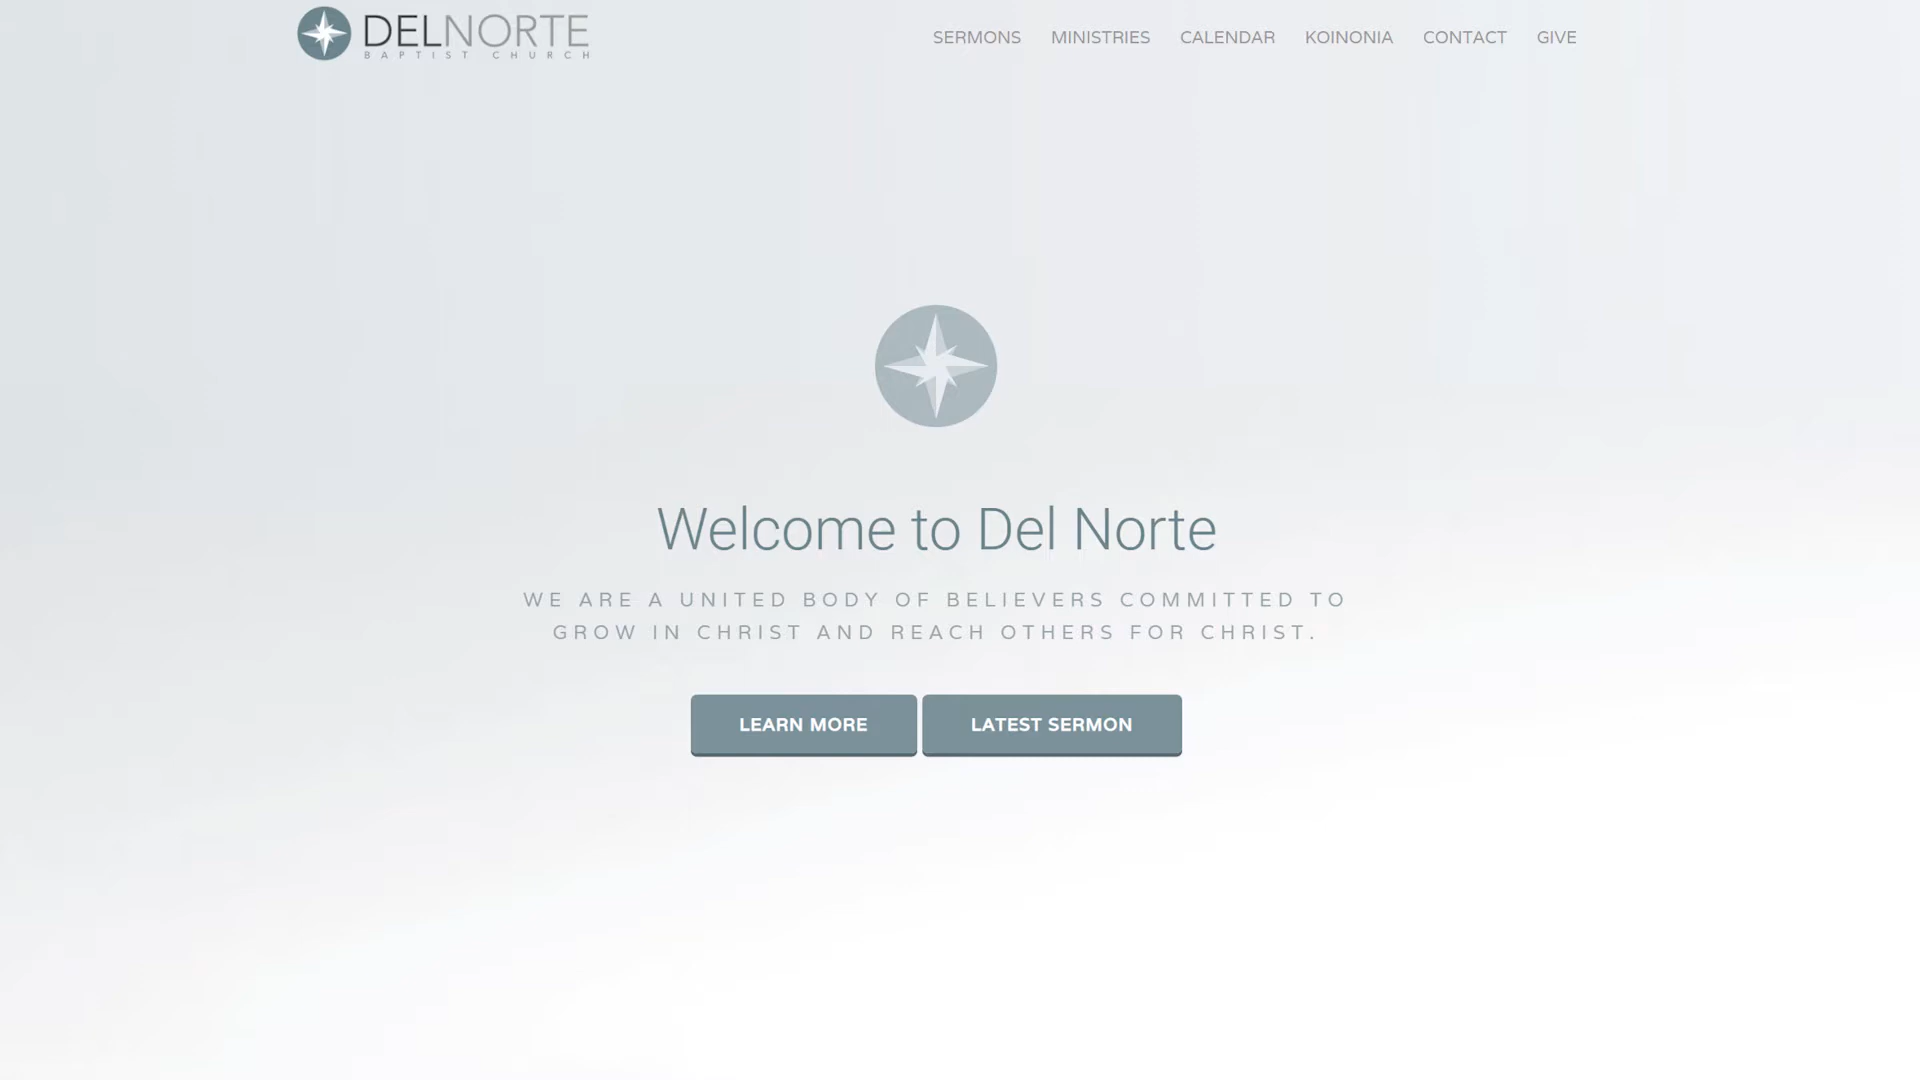 DELNORTE
BAPTIST CHURCH
SERMONS MINISTRIES CALENDAR KOINONIA CONTACT GIVE
Welcome to Del Norte
WE ARE A UNITED BODY OF BELIEVERS COMMITTED TO
GROW IN CHRIST AND REACH OTHERS FOR CHRIST.
LEARN MORE LATEST SERMON